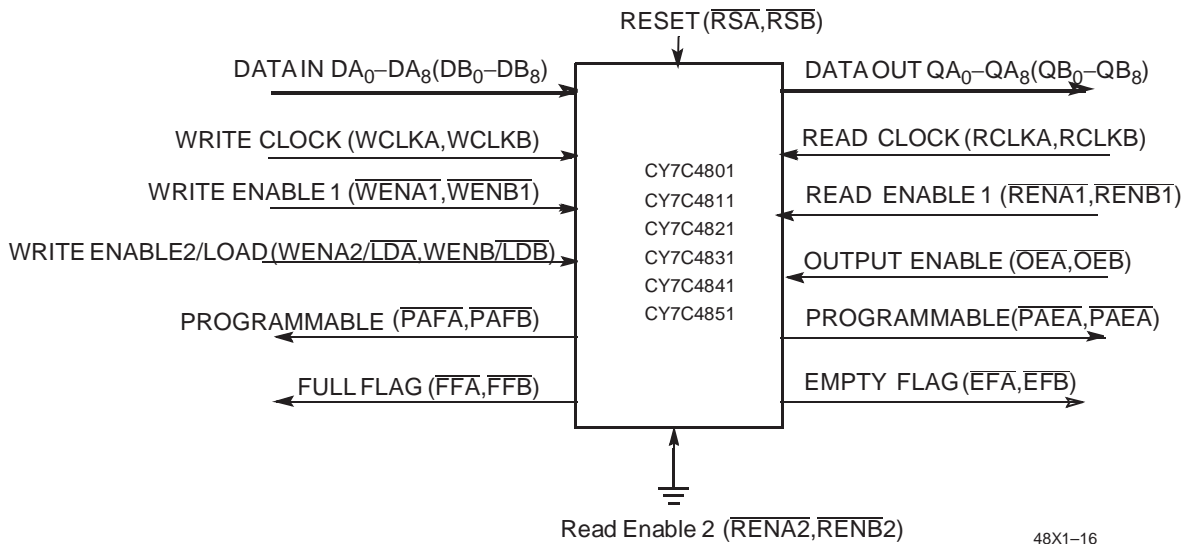 RESET (RSA,RSB)
DATA IN DA0–DA8(DB0–DB8)
DATA OUT QA0–QA8(QB0–QB8)
WRITE CLOCK (WCLKA,WCLKB)
READ CLOCK (RCLKA,RCLKB)
WRITE ENABLE 1 (WENA1,WENB1)
READ ENABLE 1 (RENA1,RENB1)
WRITE ENABLE2/LOAD(WENA2/LDA,WENB/LDB)
OUTPUT ENABLE (OEA,OEB)
PROGRAMMABLE (PAFA,PAFB)
PROGRAMMABLE(PAEA,PAEA)
FULL FLAG (FFA,FFB)
EMPTY FLAG (EFA,EFB)
CY7C4801
CY7C4811
CY7C4821
CY7C4831
CY7C4841
CY7C4851
Read Enable 2 (RENA2,RENB2)
48X1–16